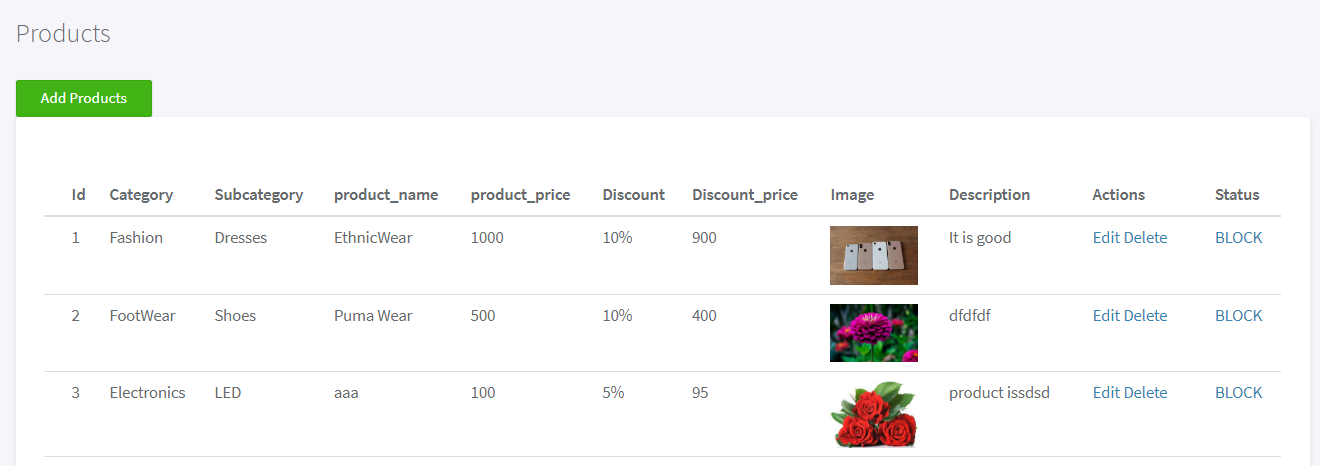 Products
Add Products
Id Category Subcategory product_name product_price Discount Discount_price Image Description Actions Status
1 Fashion Dresses EthnicWear 1000 10% 900 It is good Edit Delete BLOCK
2 FootWear Shoes Puma Wear 500 10% 400 dfdfdf Edit Delete BLOCK
3 Electronics LED aaa 100 5% 95 product issdsd Edit Delete BLOCK